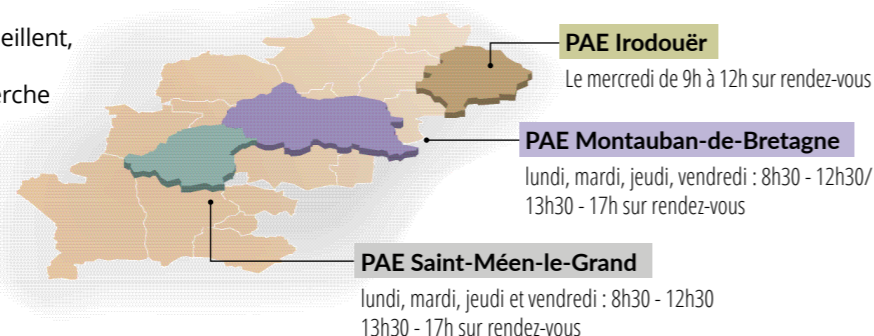 eillent,
erche
PAE Irodouër
Le mercredi de 9h à 12h sur rendez-vous
PAE Montauban-de-Bretagne
lundi, mardi, jeudi, vendredi : 8h30 - 12h30/
13h30 - 17h sur rendez-vous
PAE Saint-Méen-le-Grand
lundi, mardi, jeudi et vendredi : 8h30 - 12h30
13h30 - 17h sur rendez-vous